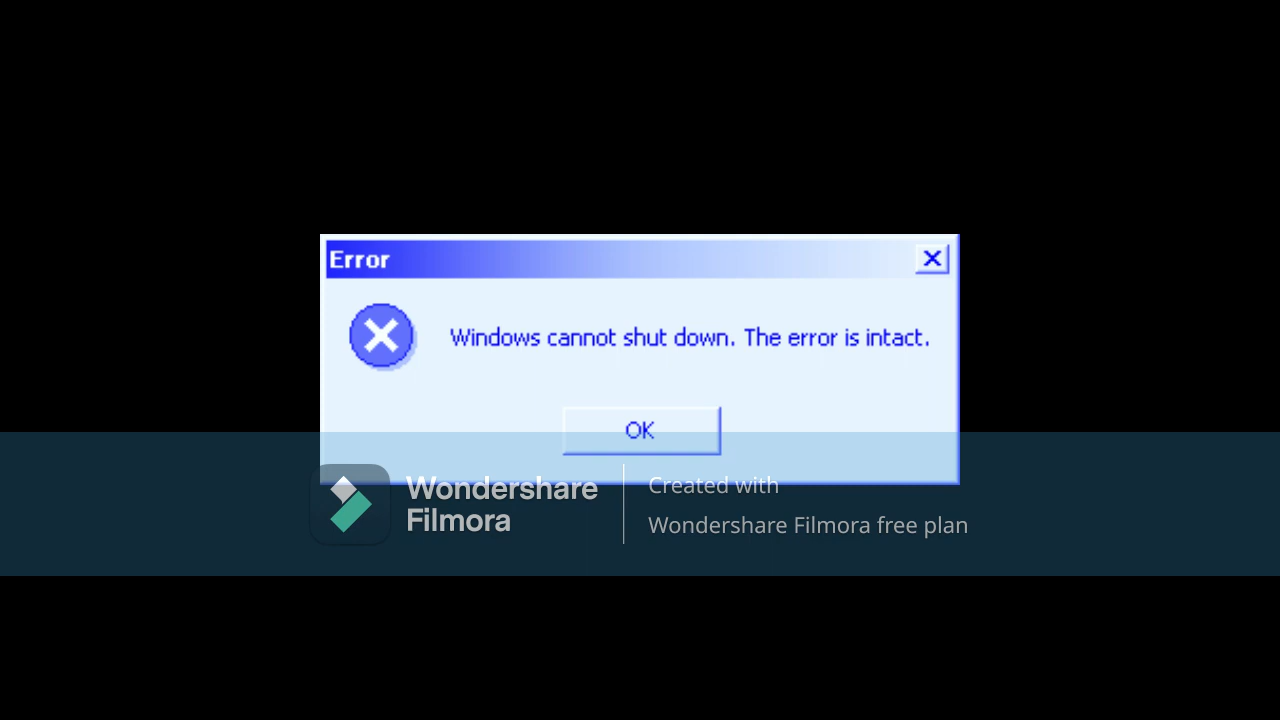 Error
Windows cannot shut down. The error is intact.
OK
Wondershare
Filmora
Created with
Wondershare Filmora free plan